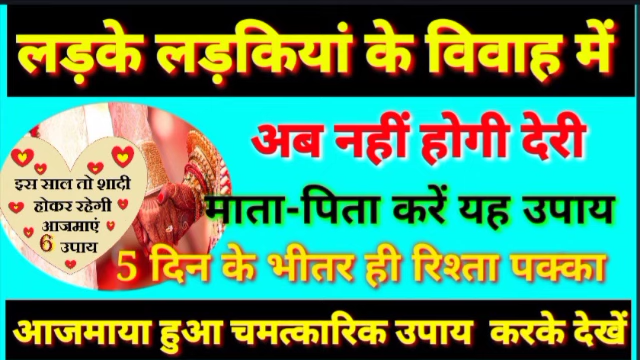 लड़के लड़कियां के विवाह में
अब नहीं होगी देरी
इस साल तो शादी
होकर रहेगी
आजमाएं
6 उपाय
माता-पिता करें यह उपाय
5 दिन के भीतर ही रिश्ता पक्का
आजमाया हुआ चमत्कारिक उपाय करके देखें